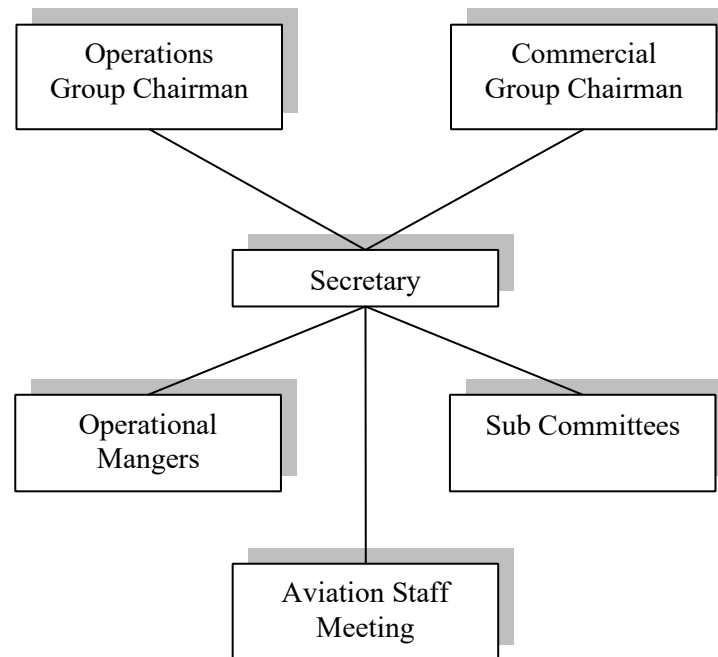 Operations
Group Chairman
Commercial
Group Chairman
Secretary
Operational
Mangers
Sub Committees
Aviation Staff
Meeting